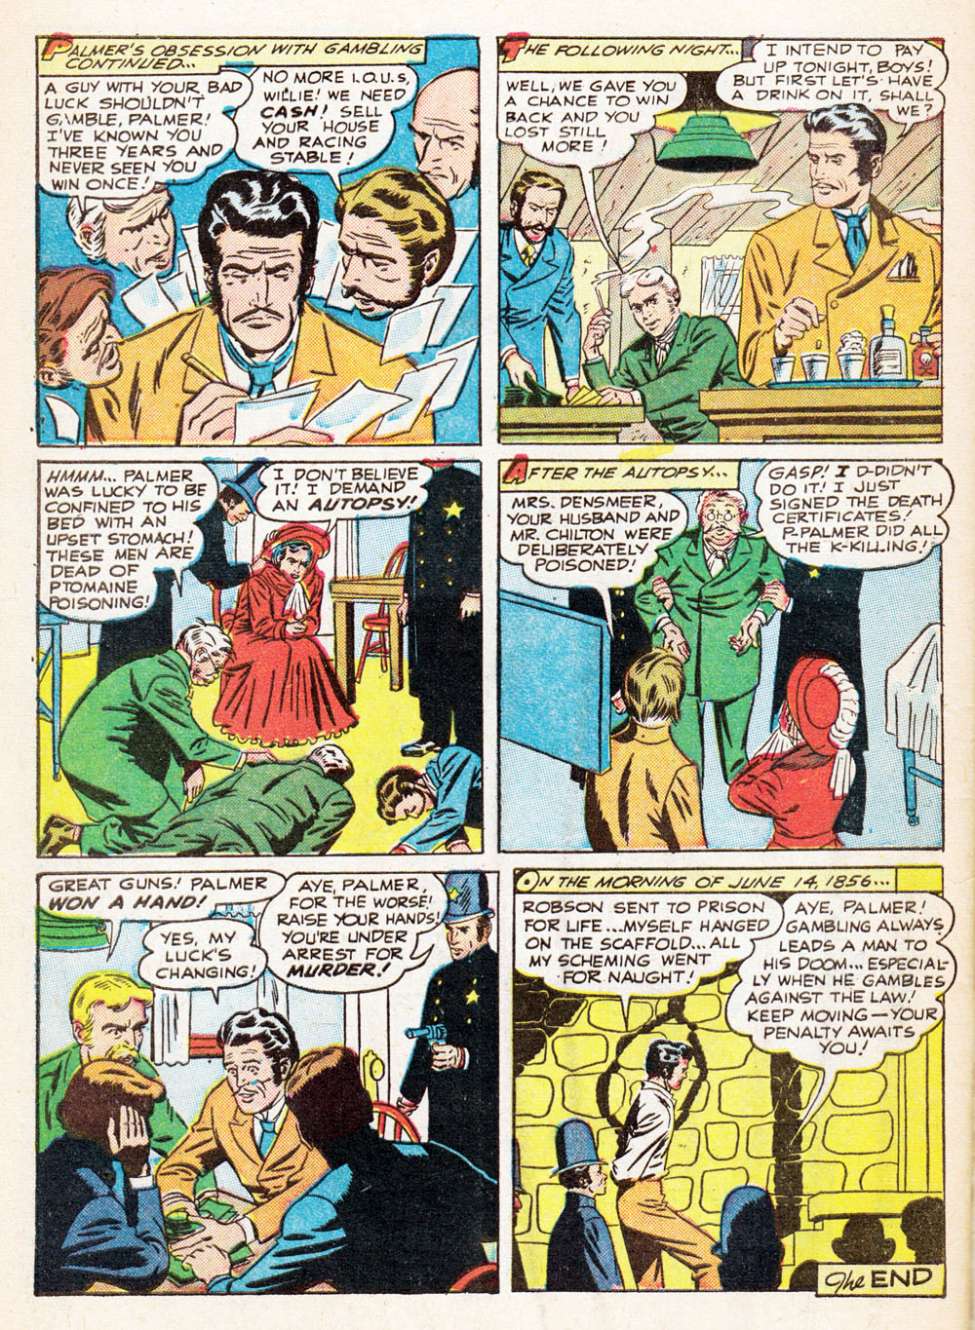 PALMER'S OBSESSION WITH GAMBLING
CONTINUED...
A GUY WITH YOUR BAD
LUCK SHOULDN'T
GAMBLE, PALMER!
I'VE KNOWN YOU
THREE YEARS AND
NEVER SEEN YOU
WIN ONCE!
NO MORE I.O.U.s,
WILLIE! WE NEED
CASH! SELL
YOUR HOUSE
AND RACING
STABLE!
THE FOLLOWING NIGHT...
WELL, WE GAVE YOU
A CHANCE TO WIN
BACK AND YOU
LOST STILL
MORE!
I INTEND TO PAY
UP TONIGHT, BOYS!
BUT FIRST LET'S HAVE
A DRINK ON IT, SHALL
WE?
HMMM... PALMER
WAS LUCKY TO BE
CONFINED TO HIS
BED WITH AN
UPSET STOMACH!
THESE MEN ARE
DEAD OF
PTOMAINE
POISONING!
I DON'T BELIEVE
IT! I DEMAND
AN AUTOPSY!
AFTER THE AUTOPSY...
MRS. DENSMEER,
YOUR HUSBAND AND
MR. CHILTON WERE
DELIBERATELY
POISONED!
GASP! I D-DIDN'T
DO IT! I JUST
SIGNED THE DEATH
CERTIFICATES!
P-PALMER DID ALL
THE K-KILLING!
GREAT GUNS! PALMER
WON A HAND!
YES, MY
LUCK'S
CHANGING!
AYE, PALMER,
FOR THE WORSE!
RAISE YOUR HANDS!
YOU'RE UNDER
ARREST FOR
MURDER!
ON THE MORNING OF JUNE 14, 1856...
ROBSON SENT TO PRISON
FOR LIFE... MYSELF HANGED
ON THE SCAFFOLD... ALL
MY SCHEMING WENT
FOR NAUGHT!
AYE, PALMER!
GAMBLING ALWAYS
LEADS A MAN TO
HIS DOOM... ESPECIAL-
LY WHEN HE GAMBLES
AGAINST THE LAW!
KEEP MOVING—YOUR
PENALTY AWAITS
YOU!
The END